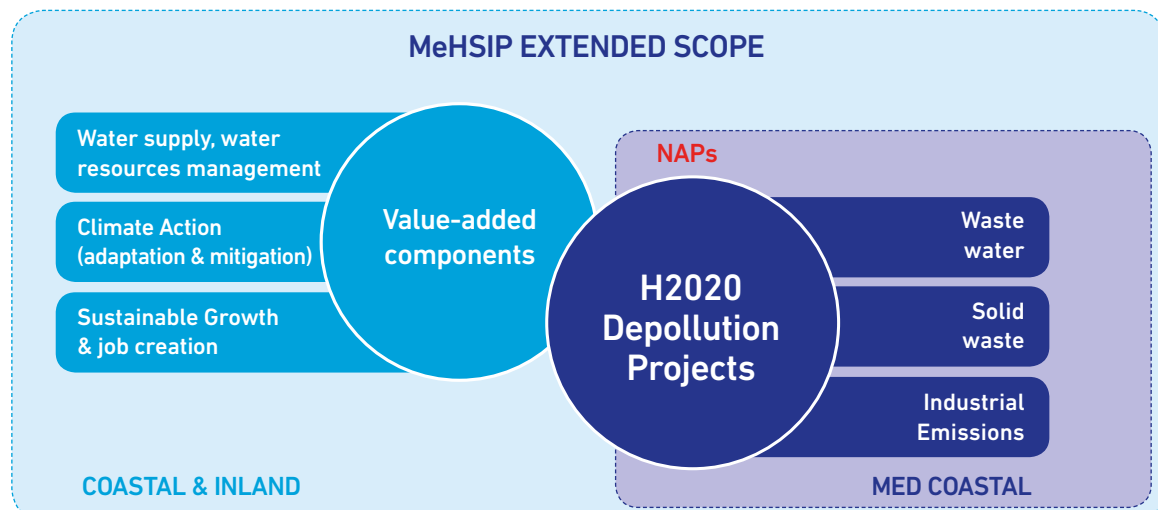 MeHSIP EXTENDED SCOPE
Water supply, water
resources management
Climate Action
(adaptation & mitigation)
Sustainable Growth
& job creation
Value-added
components
NAPs
H2020
Depollution
Projects
Waste
water
Solid
waste
Industrial
Emissions
COASTAL & INLAND
MED COASTAL